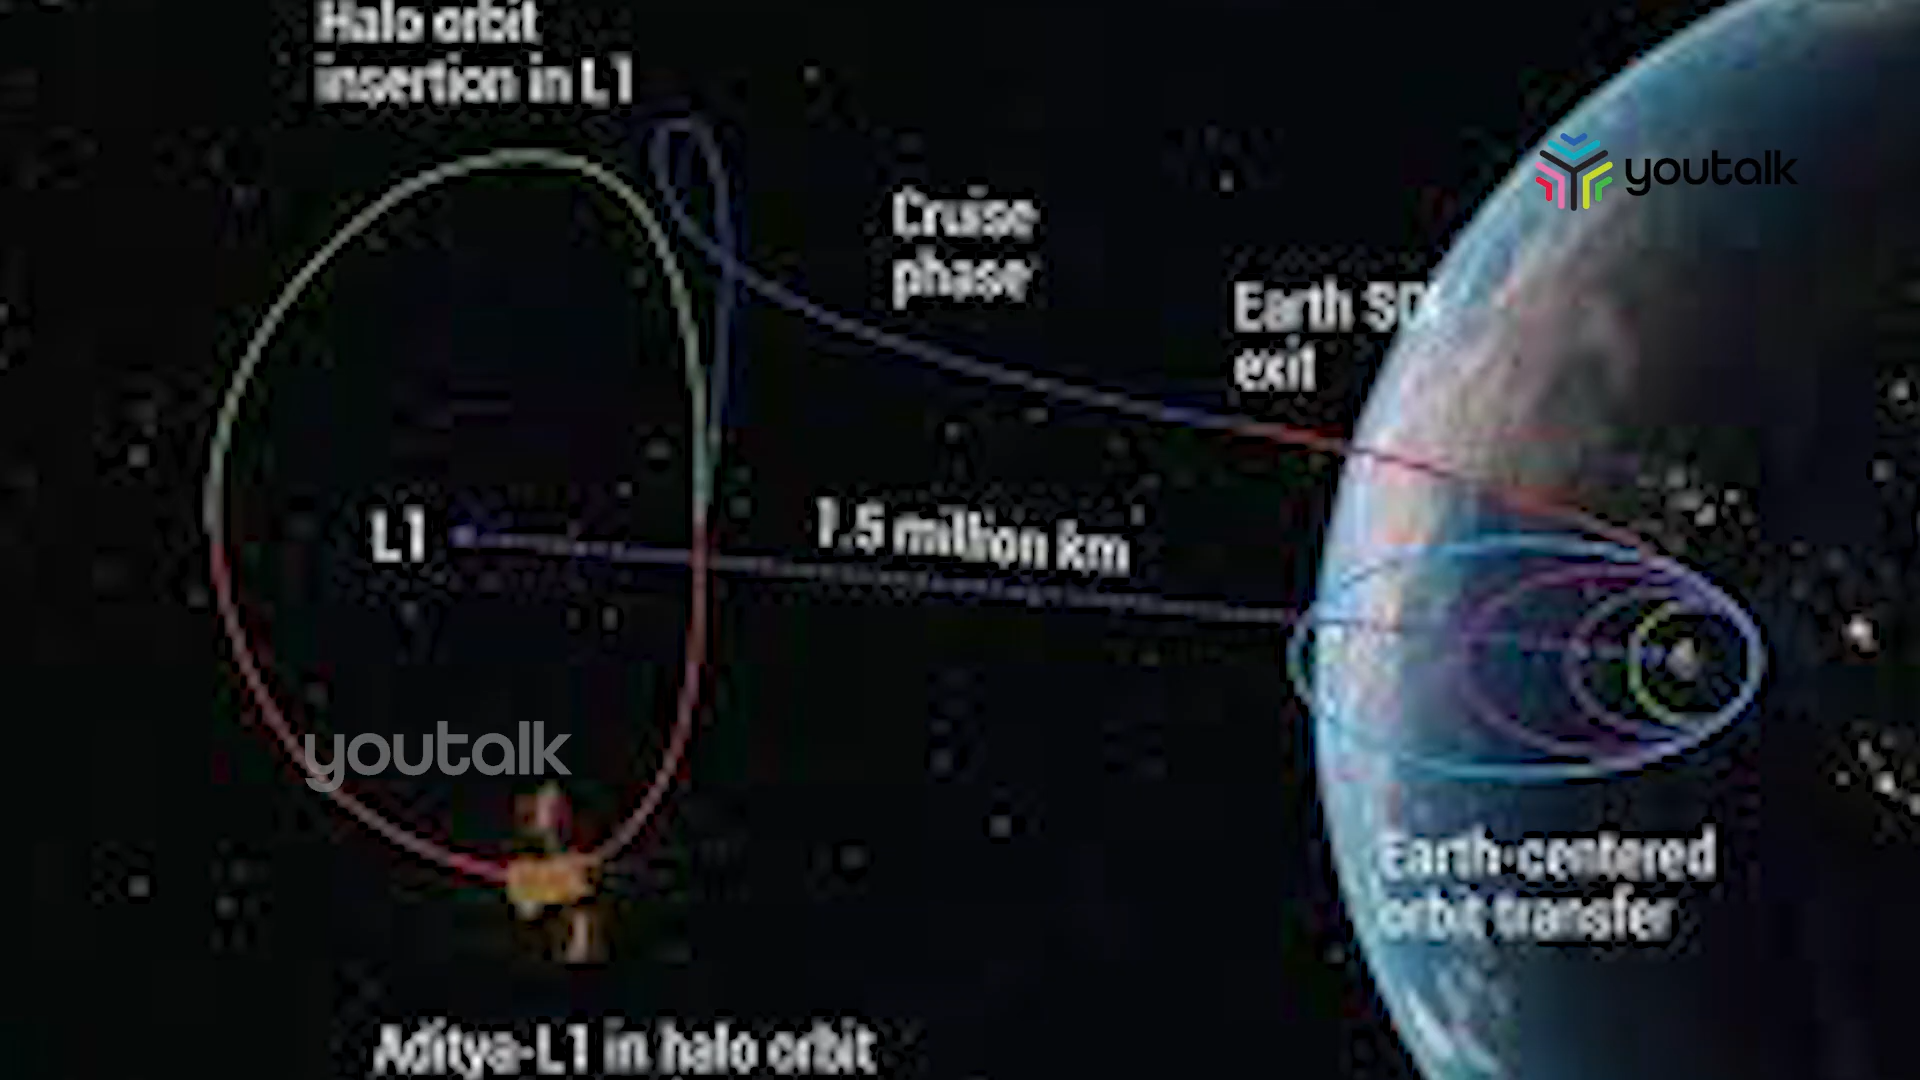 Halo orbit
insertion in L1
youtalk
Cruise
phase
Earth
exit
L1
1.5 million km
youtalk
Earth-centered
orbit transfer
Aditya-L1 in halo orbit